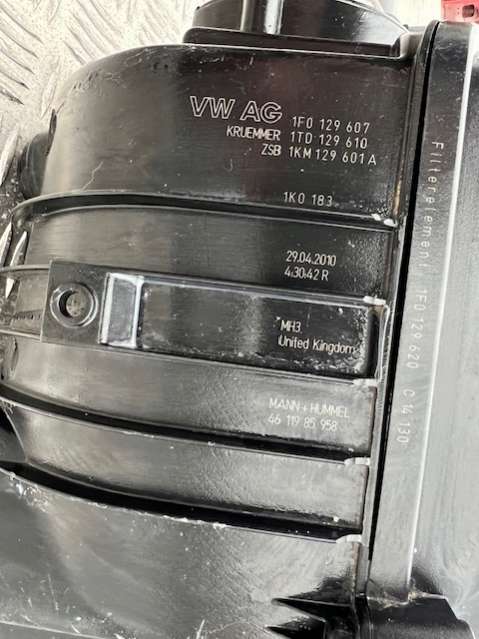 VW AG 1F0 129 607
KRUEMMER 1TD 129 610
ZSB 1KM 129 601 A
1K0 183
29.04.2010
4:30:42 R
MH3
United Kingdom
MANN+HUMMEL
46 119 85 958
Filterelement 1F0 129 620 C 14 130